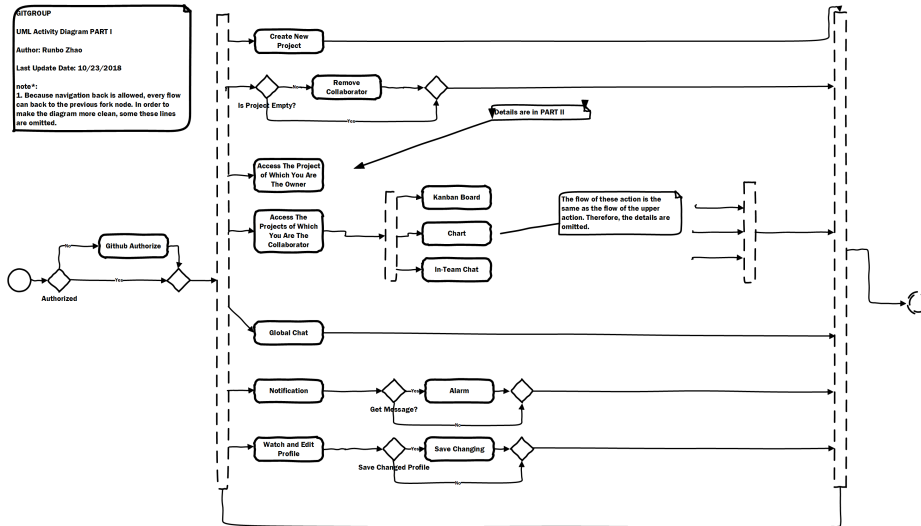 GITGROUP
UML Activity Diagram PART I
Author: Runbo Zhao
Last Update Date: 10/23/2018
note*:
1. Because navigation back is allowed, every flow
can back to the previous fork node. In order to
make the diagram more clean, some these lines
are omitted.
Create New
Project
No
Remove
Collaborator
Is Project Empty?
Yes
Details are in PART II
Access The Project
of Which You Are
The Owner
Access The
Projects of Which
You Are The
Collaborator
Kanban Board
Chart
In-Team Chat
The flow of these action is the
same as the flow of the upper
action. Therefore, the details are
omitted.
No
Github Authorize
Yes
Authorized
Global Chat
Notification
Yes
Alarm
Get Message?
No
Watch and Edit
Profile
Yes
Save Changing
Save Changed Profile
No